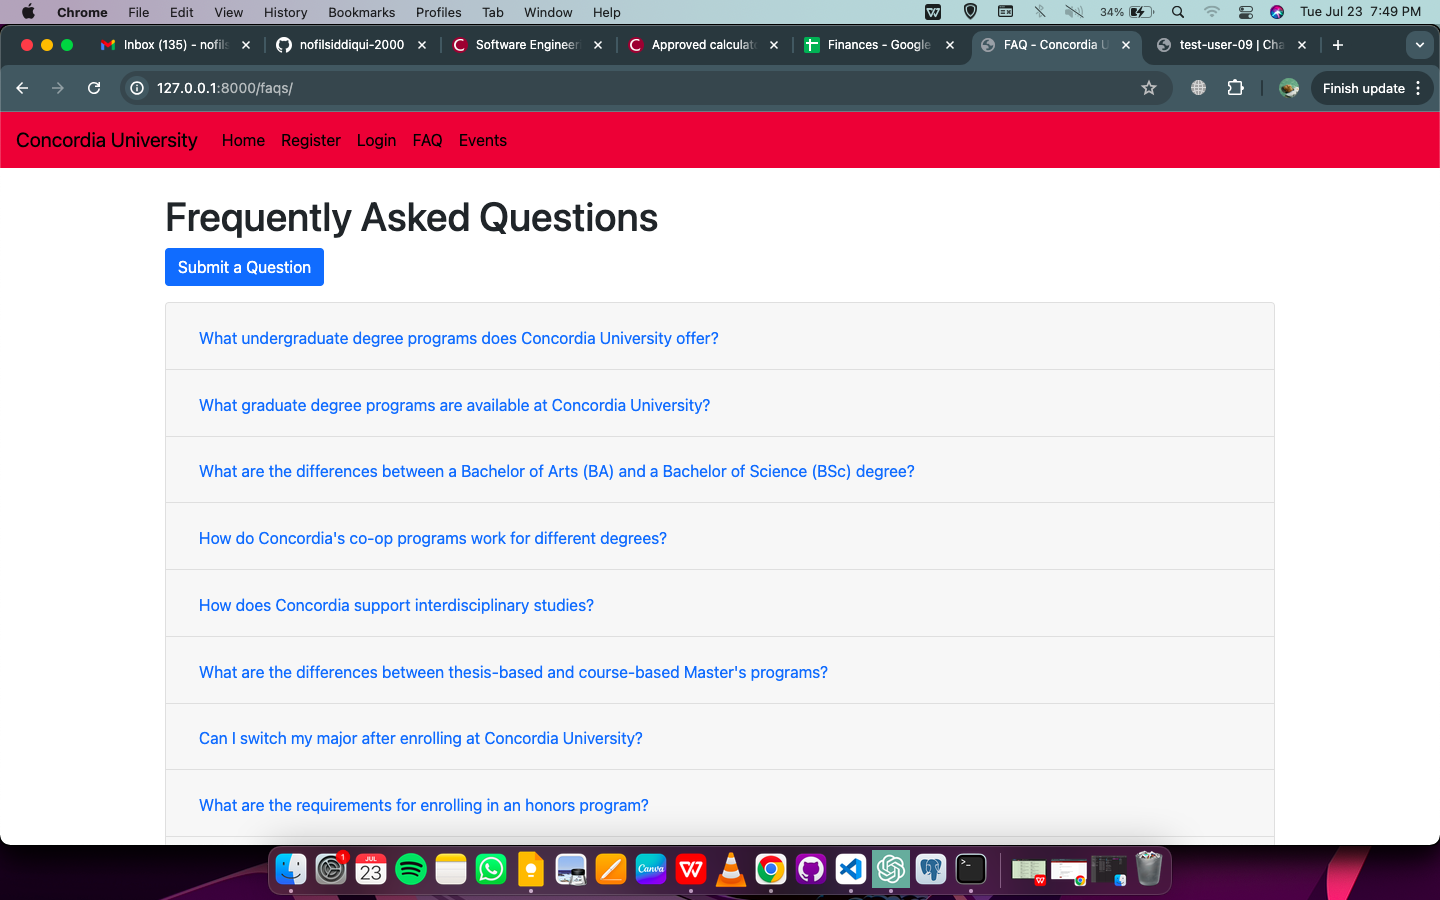 Chrome File Edit View History Bookmarks Profiles Tab Window Help 34% Tue Jul 23 7:49 PM
Inbox (135) - nofils nofilsiddiqui-2000 Software Engineeri Approved calculato Finances - Google FAQ - Concordia U test-user-09 | Cha
127.0.0.1:8000/faqs/ Finish update
Concordia University Home Register Login FAQ Events
Frequently Asked Questions
Submit a Question
What undergraduate degree programs does Concordia University offer?
What graduate degree programs are available at Concordia University?
What are the differences between a Bachelor of Arts (BA) and a Bachelor of Science (BSc) degree?
How do Concordia's co-op programs work for different degrees?
How does Concordia support interdisciplinary studies?
What are the differences between thesis-based and course-based Master's programs?
Can I switch my major after enrolling at Concordia University?
What are the requirements for enrolling in an honors program?
1 JUL 23 Canva